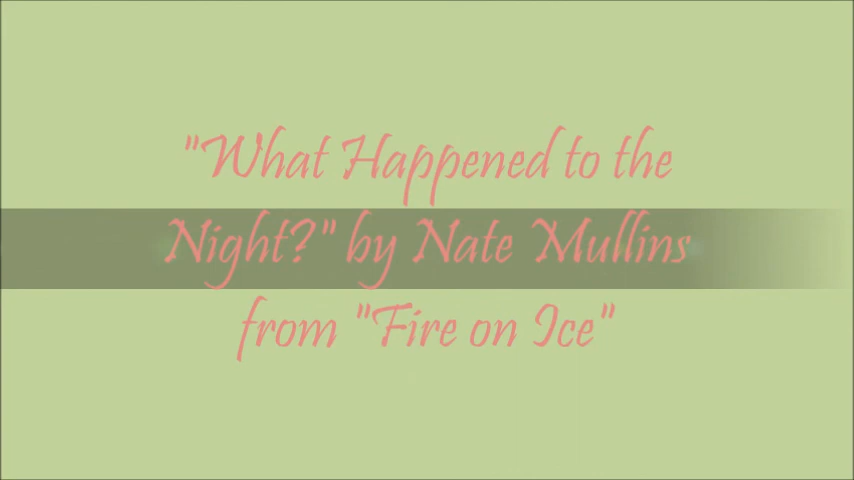 "What Happened to the
Night?" by Nate Mullins
from "Fire on Ice"